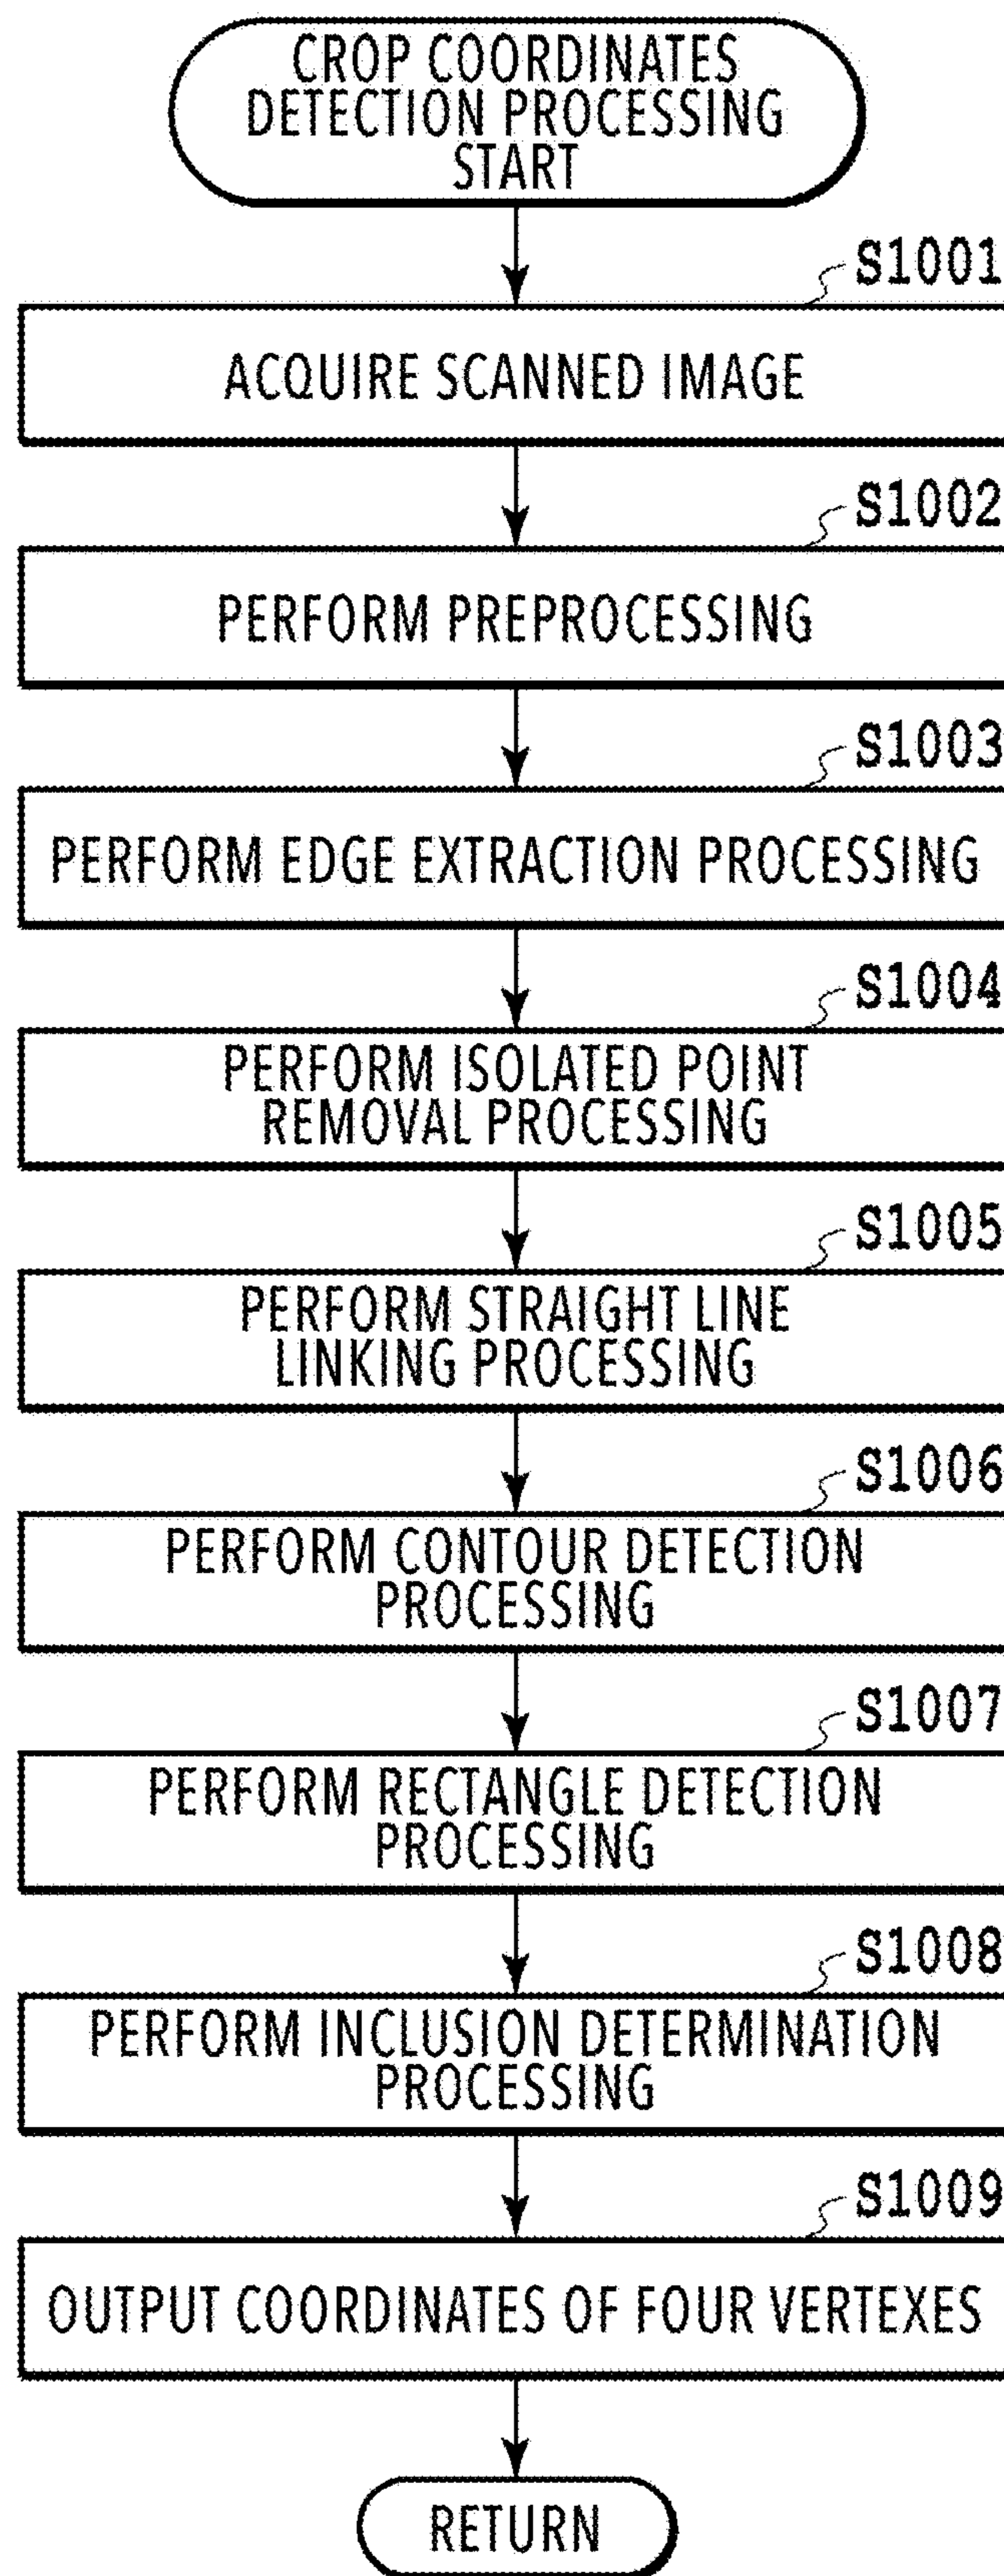 CROP COORDINATES
DETECTION PROCESSING
START
S1001
ACQUIRE SCANNED IMAGE
S1002
PERFORM PREPROCESSING
S1003
PERFORM EDGE EXTRACTION PROCESSING
S1004
PERFORM ISOLATED POINT
REMOVAL PROCESSING
S1005
PERFORM STRAIGHT LINE
LINKING PROCESSING
S1006
PERFORM CONTOUR DETECTION
PROCESSING
S1007
PERFORM RECTANGLE DETECTION
PROCESSING
S1008
PERFORM INCLUSION DETERMINATION
PROCESSING
S1009
OUTPUT COORDINATES OF FOUR VERTEXES
RETURN